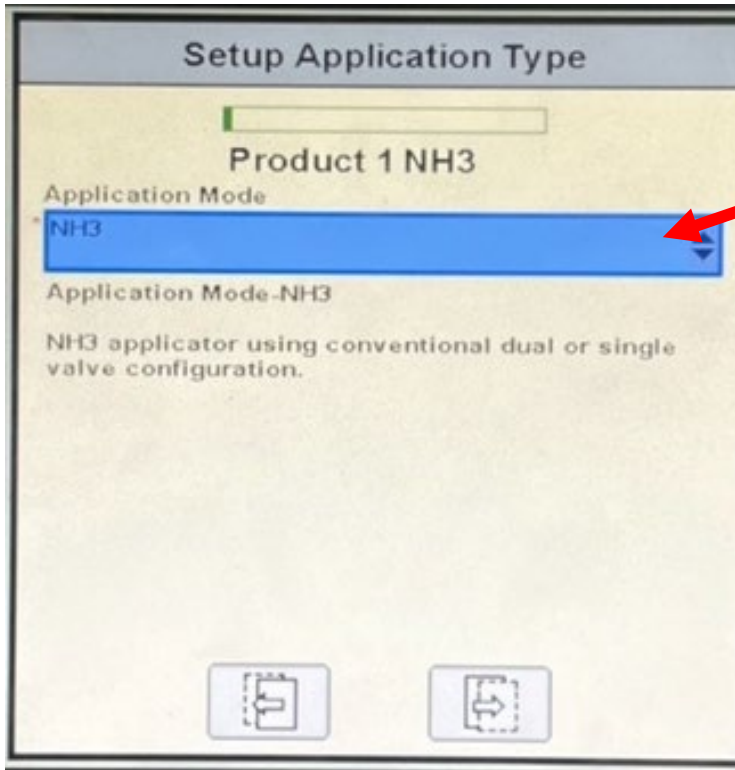 Setup Application Type
Product 1 NH3
Application Mode
NH3
Application Mode-NH3
NH3 applicator using conventional dual or single
valve configuration.